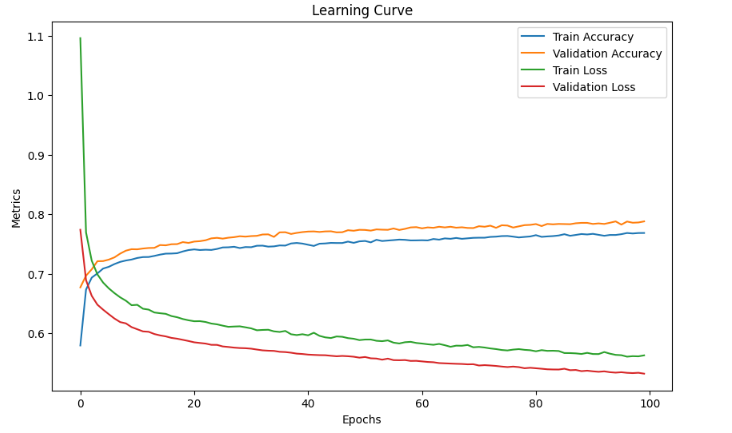 Learning Curve
1.1
1.0
0.9
0.8
0.7
0.6
Metrics
0
20
40
60
80
100
Epochs
Train Accuracy
Validation Accuracy
Train Loss
Validation Loss